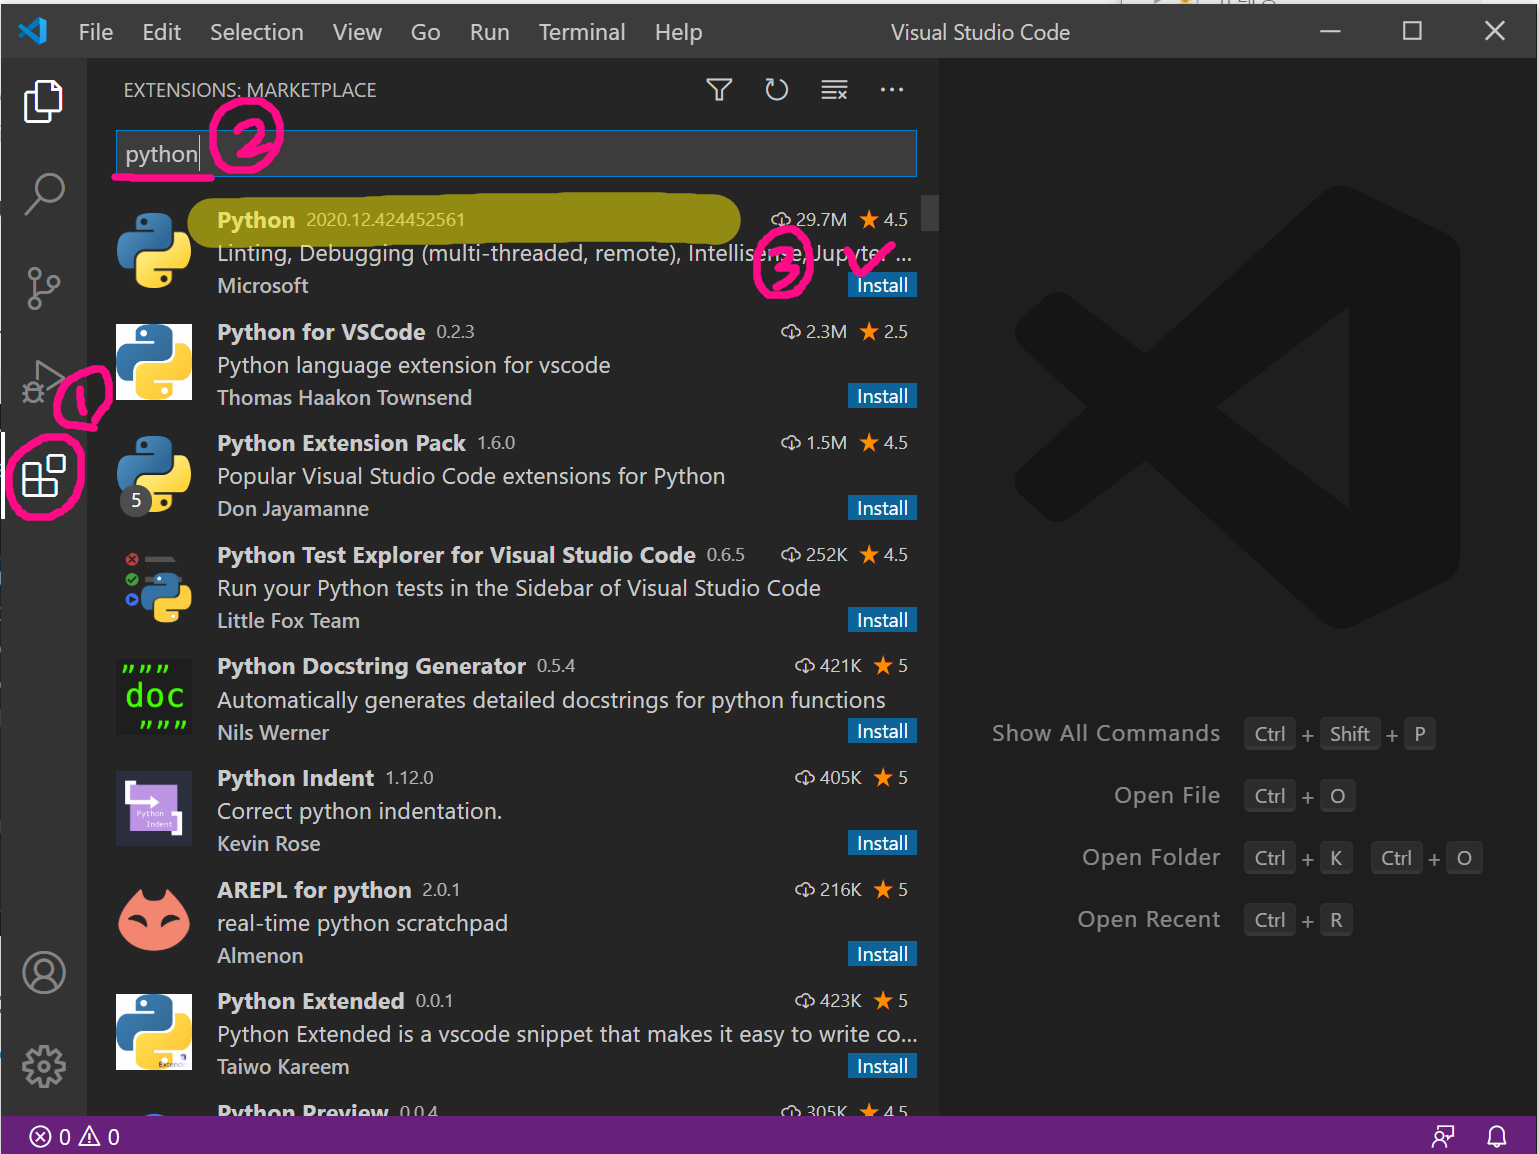 File Edit Selection View Go Run Terminal Help Visual Studio Code
EXTENSIONS: MARKETPLACE
python 2
Python 2020.12.424452561 29.7M 4.5
Linting, Debugging (multi-threaded, remote), Intellisense, Jupyter ...
3
Microsoft Install
Python for VSCode 0.2.3 2.3M 2.5
Python language extension for vscode
Thomas Haakon Townsend Install
1
Python Extension Pack 1.6.0 1.5M 4.5
Popular Visual Studio Code extensions for Python
5 Don Jayamanne Install
Python Test Explorer for Visual Studio Code 0.6.5 252K 4.5
Run your Python tests in the Sidebar of Visual Studio Code
Little Fox Team Install
Python Docstring Generator 0.5.4 421K 5
"""
doc
"""
Automatically generates detailed docstrings for python functions
Nils Werner Install
Python Indent 1.12.0 405K 5
Python
Indent
Correct python indentation.
Kevin Rose Install
AREPL for python 2.0.1 216K 5
real-time python scratchpad
Almenon Install
Python Extended 0.0.1 423K 5
Python Extended is a vscode snippet that makes it easy to write co...
Taiwo Kareem Install
Python Preview 0.0.4 305K 4.5
Show All Commands Ctrl + Shift + P
Open File Ctrl + O
Open Folder Ctrl + K Ctrl + O
Open Recent Ctrl + R
0 0